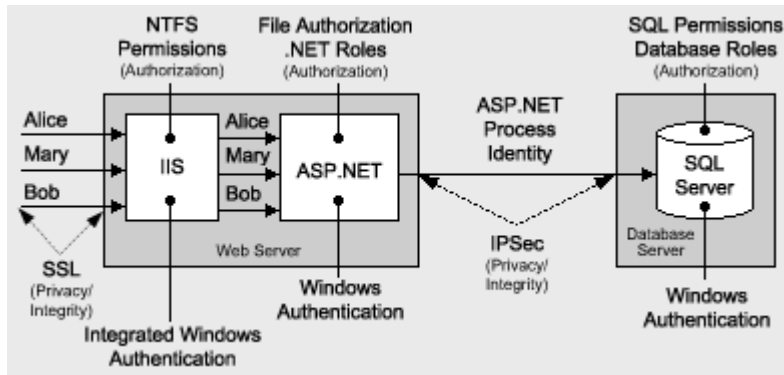 NTFS
Permissions
(Authorization)
File Authorization
.NET Roles
(Authorization)
SQL Permissions
Database Roles
(Authorization)
Alice
Mary
Bob
IIS
Alice
Mary
Bob
ASP.NET
ASP.NET
Process
Identity
SQL
Server
Web Server
Database
Server
SSL
(Privacy/
Integrity)
IPSec
(Privacy/
Integrity)
Integrated Windows
Authentication
Windows
Authentication
Windows
Authentication